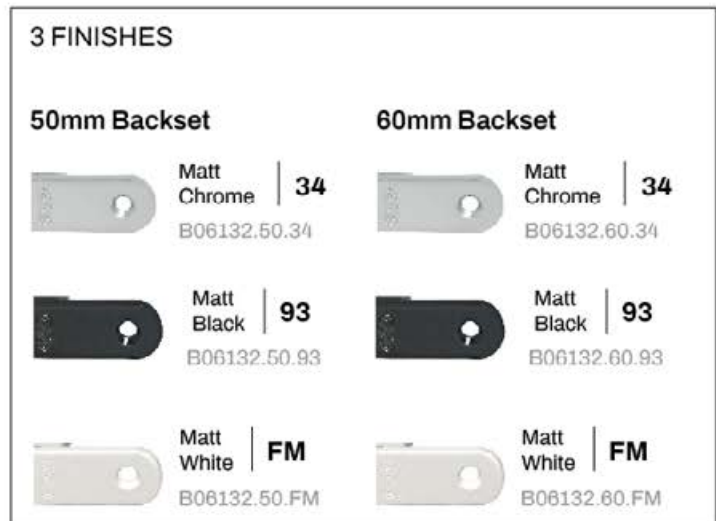 3 FINISHES
50mm Backset
Matt
Chrome
34
B06132.50.34
Matt
Black
93
B06132.50.93
Matt
White
FM
B06132.50.FM
60mm Backset
Matt
Chrome
34
B06132.60.34
Matt
Black
93
B06132.60.93
Matt
White
FM
B06132.60.FM